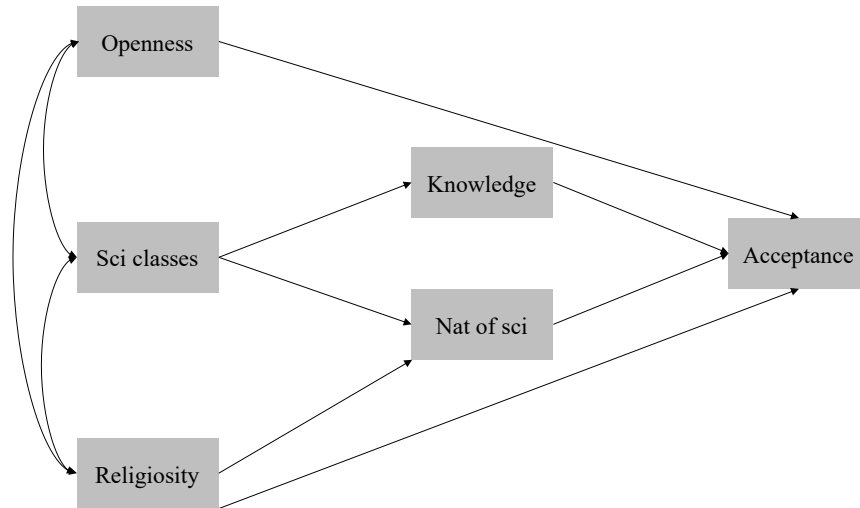 Openness
Knowledge
Sci classes
Acceptance
Nat of sci
Religiosity